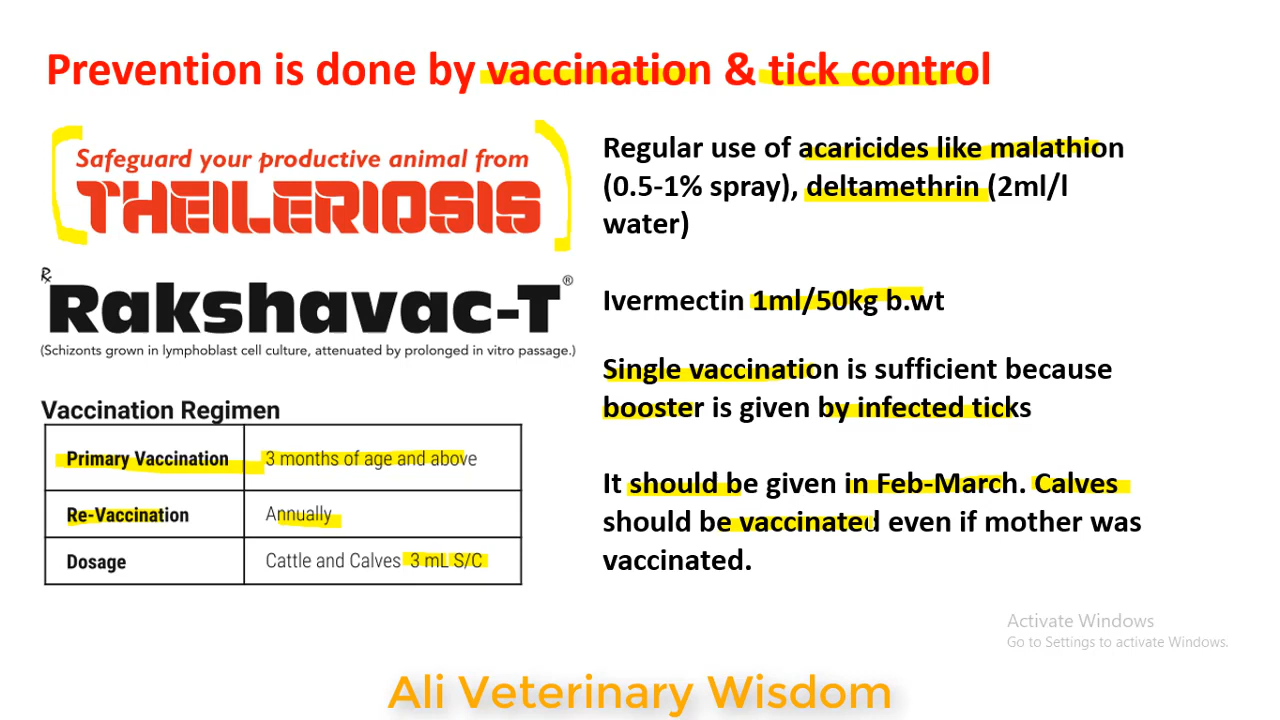 Prevention is done by vaccination & tick control
Safeguard your productive animal from
THEILERIOSIS
℞
Rakshavac-T®
(Schizonts grown in lymphoblast cell culture, attenuated by prolonged in vitro passage.)
Vaccination Regimen
Primary Vaccination 3 months of age and above
Re-Vaccination Annually
Dosage Cattle and Calves 3 mL S/C
Regular use of acaricides like malathion
(0.5-1% spray), deltamethrin (2ml/l
water)
Ivermectin 1ml/50kg b.wt
Single vaccination is sufficient because
booster is given by infected ticks
It should be given in Feb-March. Calves
should be vaccinated even if mother was
vaccinated.
Activate Windows
Go to Settings to activate Windows.
Ali Veterinary Wisdom